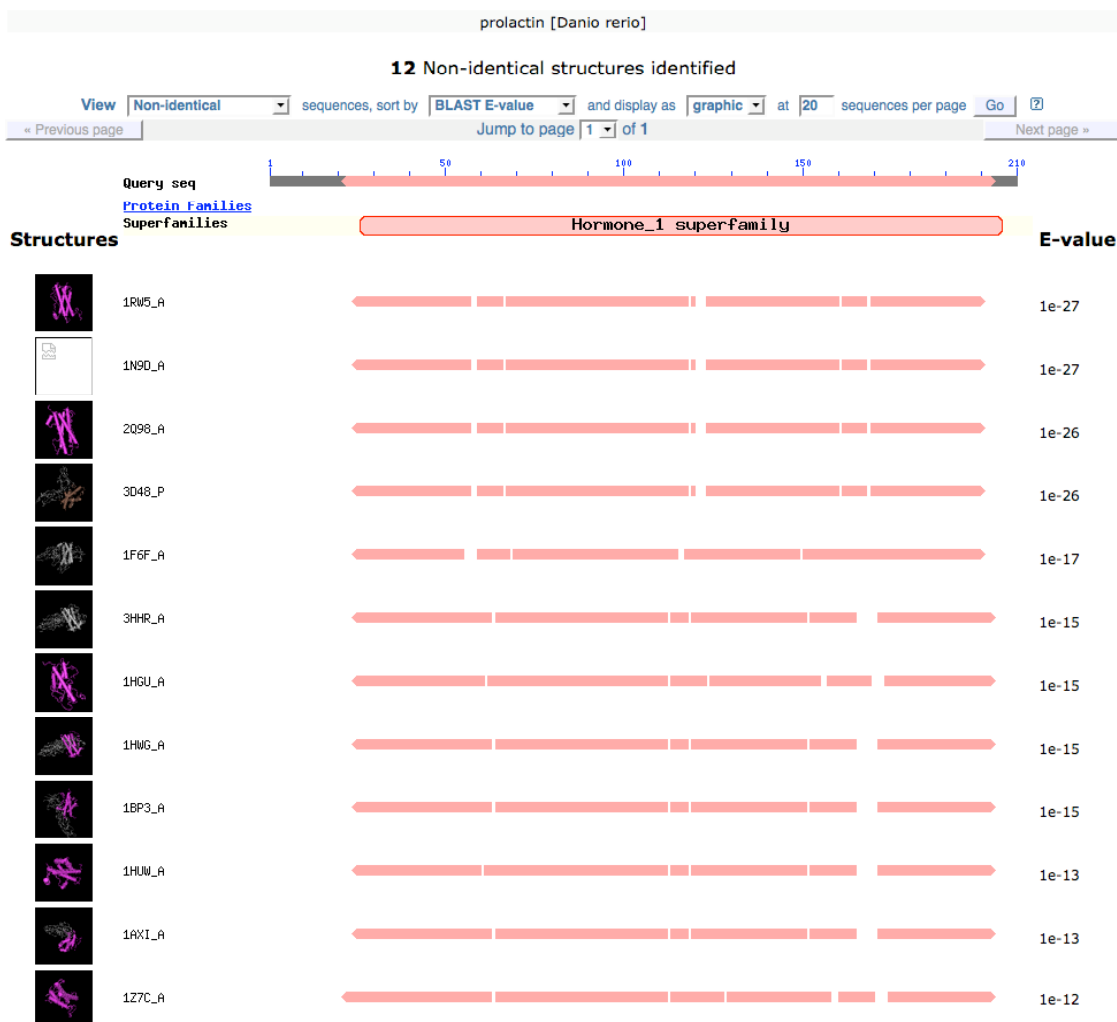 prolactin [Danio rerio]
12 Non-identical structures identified
View Non-identical sequences, sort by BLAST E-value and display as graphic at 20 sequences per page Go ?
« Previous page Jump to page 1 of 1 Next page »
1 50 100 150 210
Query seq
Protein Families
Superfamilies Hormone_1 superfamily
Structures E-value
1RW5_A 1e-27
1N9D_A 1e-27
2Q98_A 1e-26
3D48_P 1e-26
1F6F_A 1e-17
3HHR_A 1e-15
1HGU_A 1e-15
1HWG_A 1e-15
1BP3_A 1e-15
1HUW_A 1e-13
1AXI_A 1e-13
1Z7C_A 1e-12